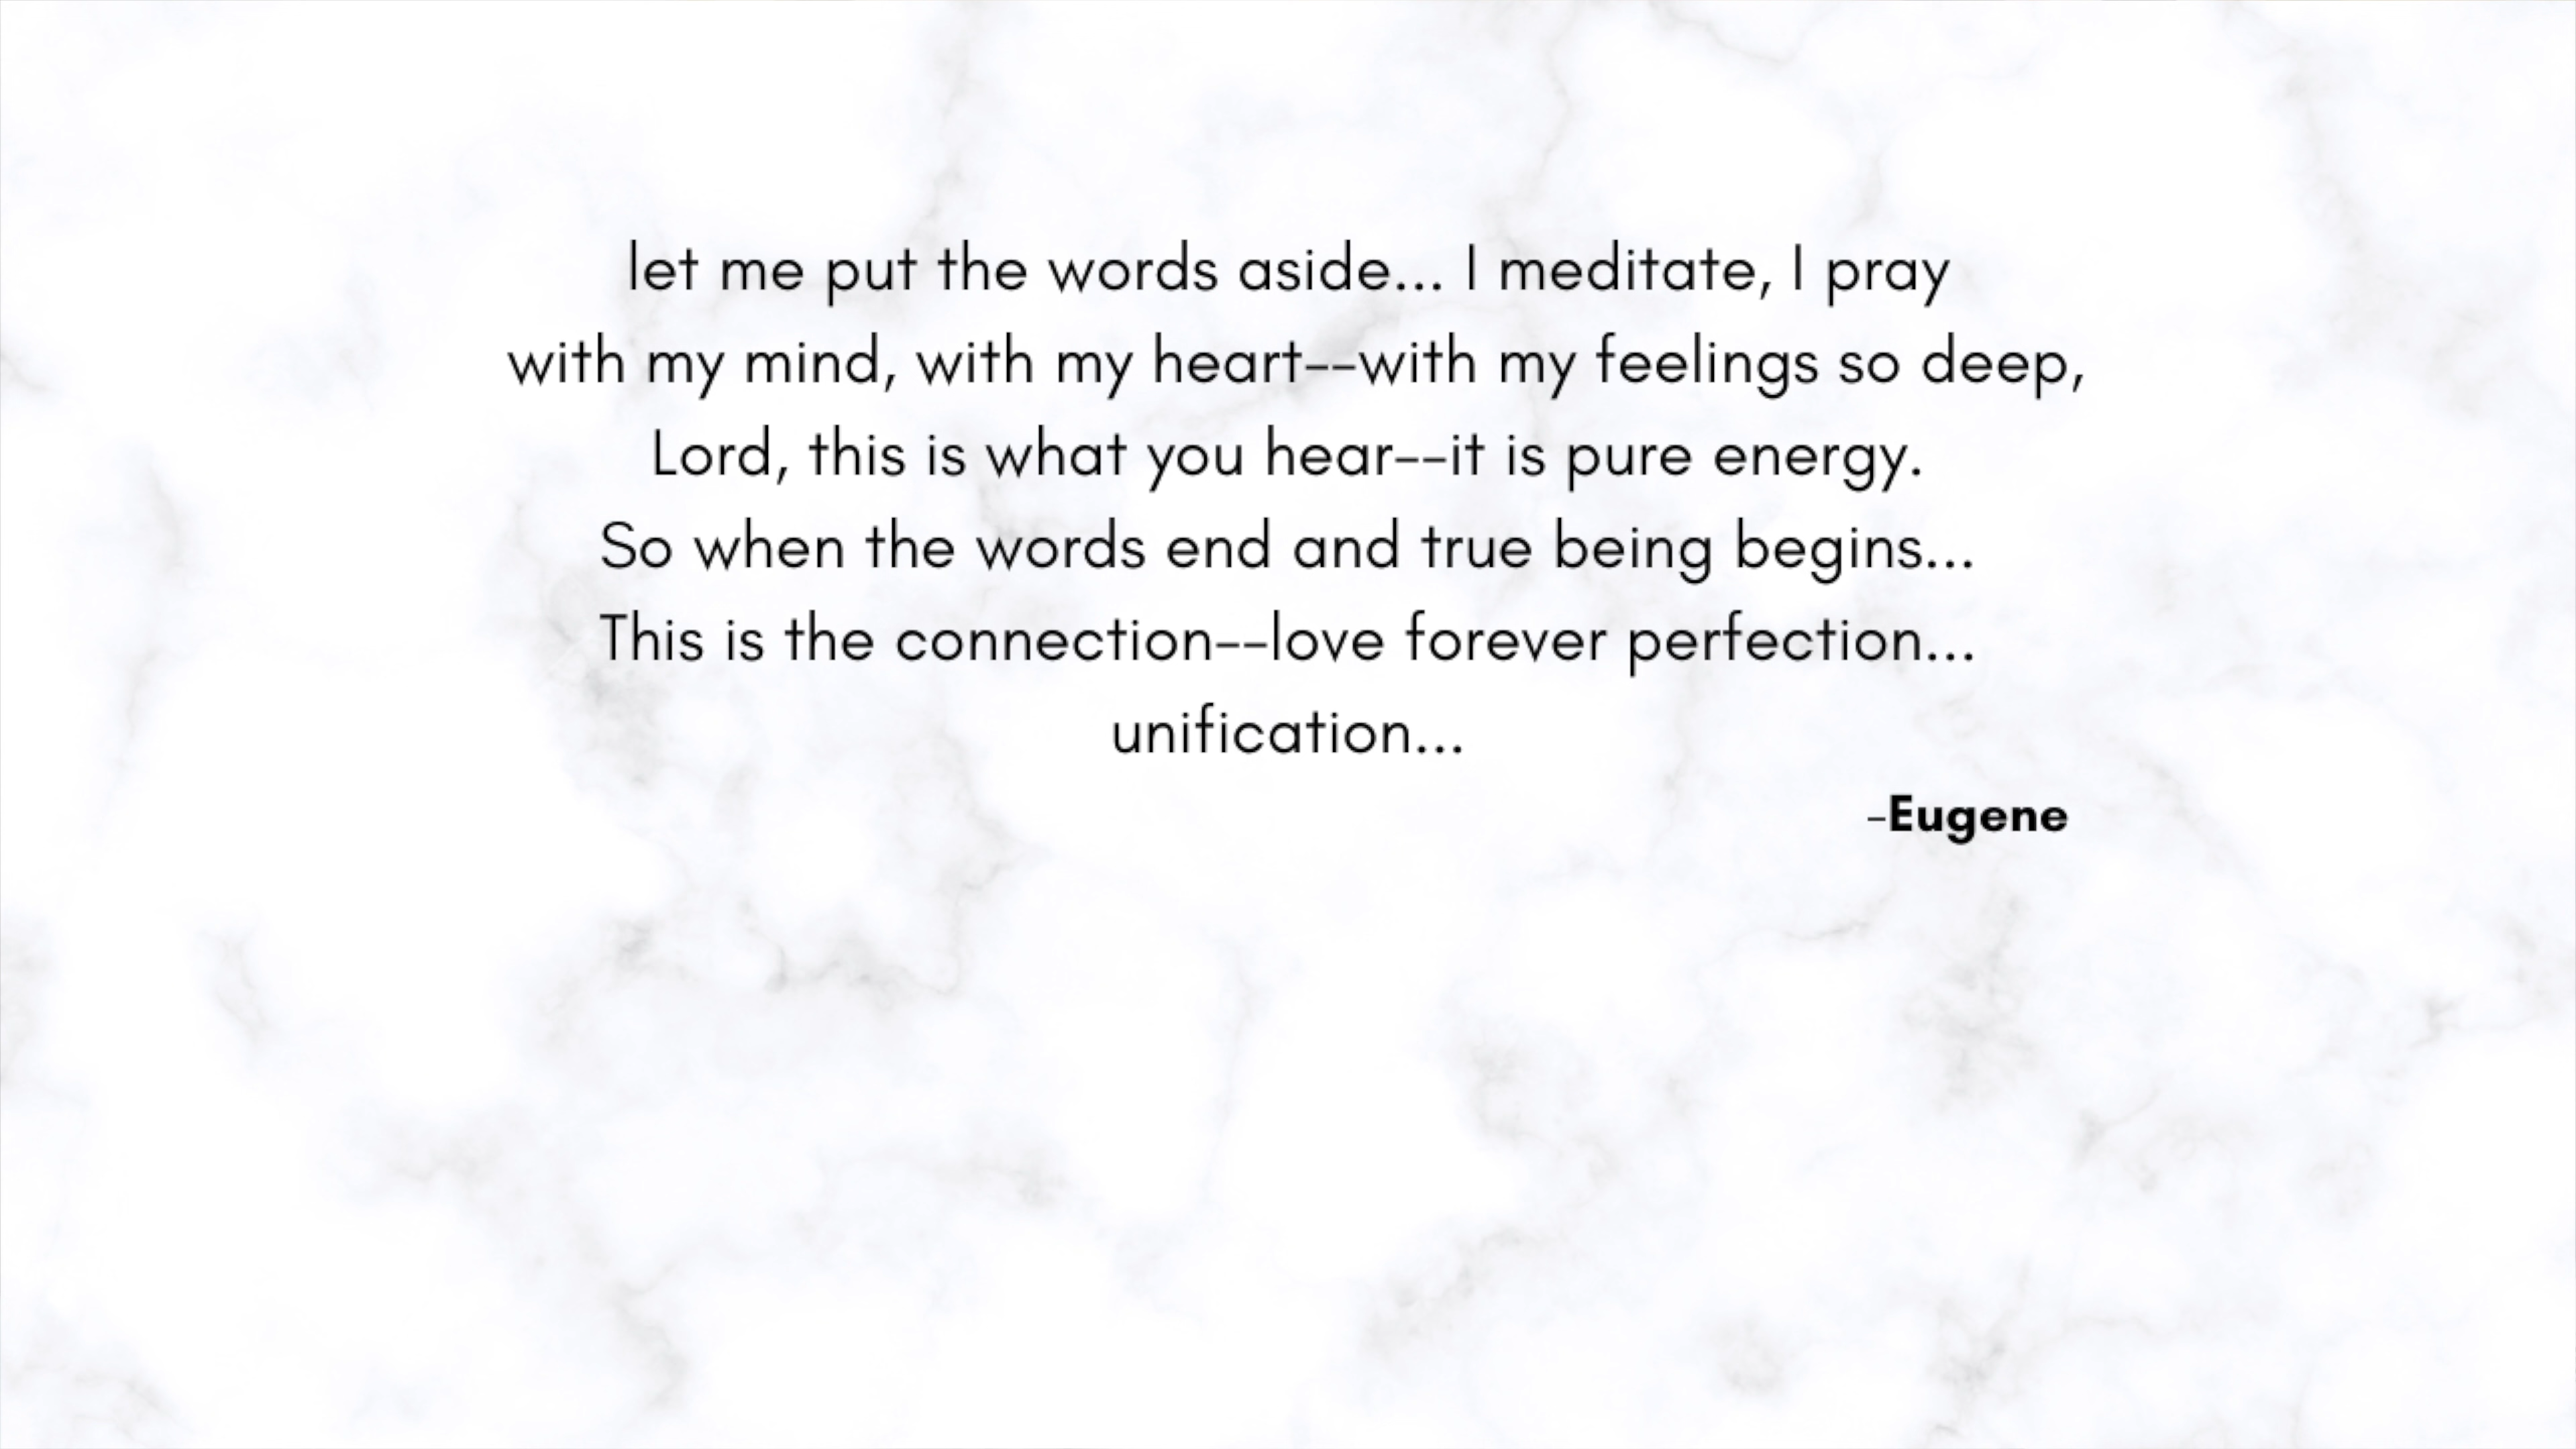 let me put the words aside... I meditate, I pray
with my mind, with my heart--with my feelings so deep,
Lord, this is what you hear--it is pure energy.
So when the words end and true being begins...
This is the connection--love forever perfection...
unification...
-Eugene